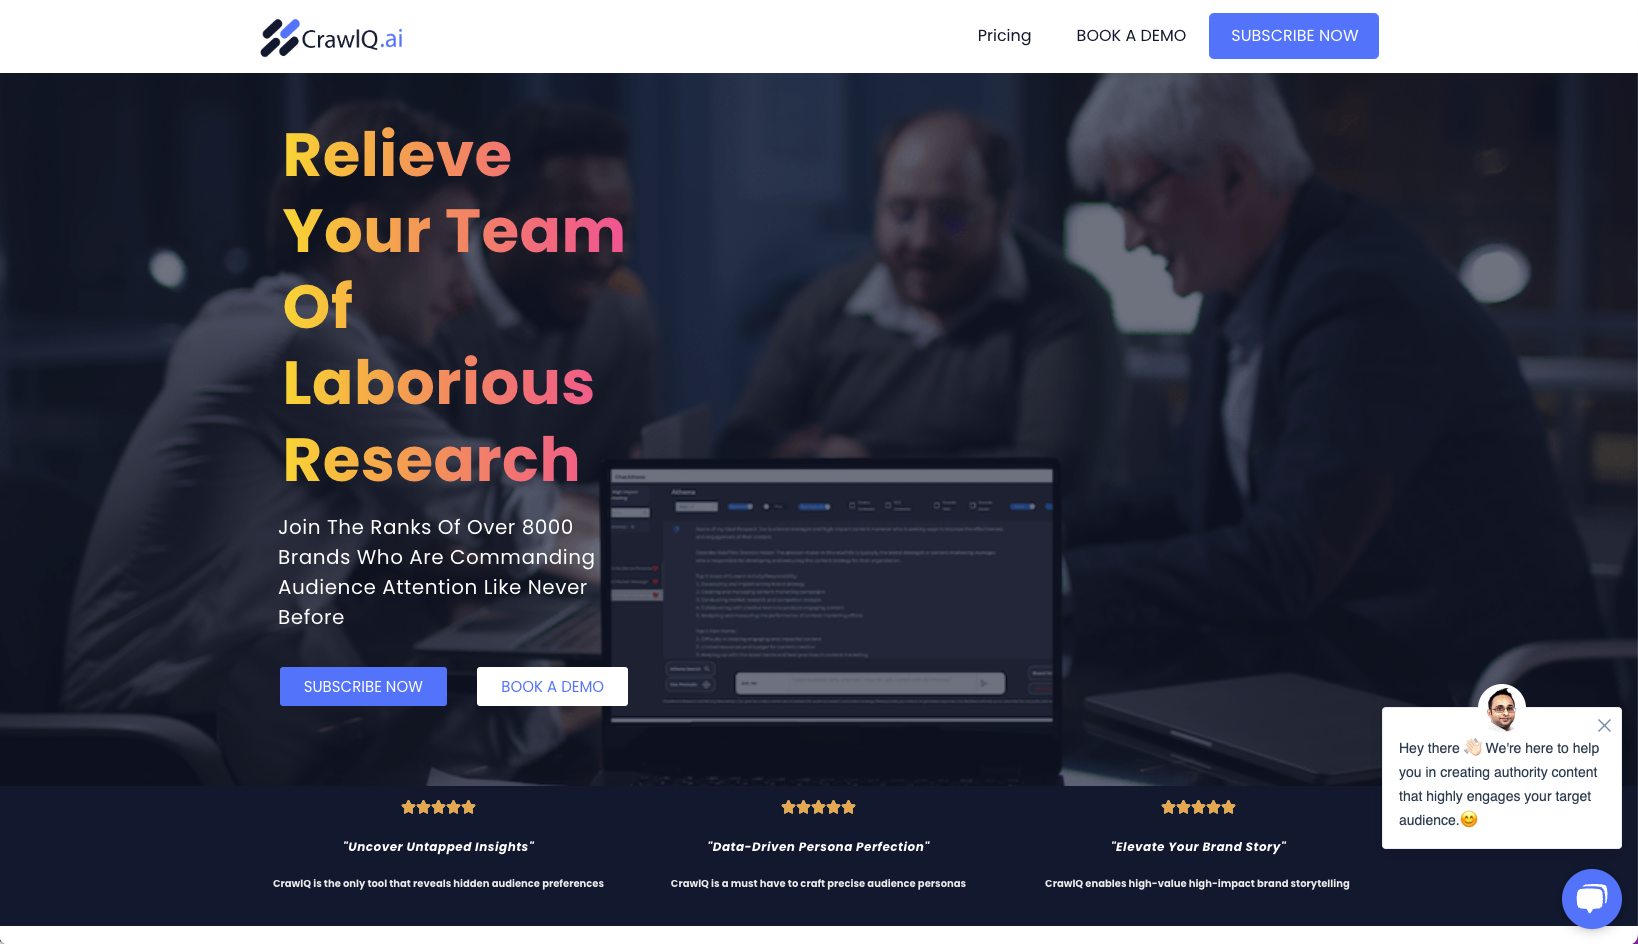 CrawlQ.ai
Pricing
BOOK A DEMO
SUBSCRIBE NOW
Relieve
Your Team
Of
Laborious
Research
Join The Ranks Of Over 8000
Brands Who Are Commanding
Audience Attention Like Never
Before
SUBSCRIBE NOW
BOOK A DEMO
Athena
Hey there 👋🏻 We're here to help
you in creating authority content
that highly engages your target
audience.😊
"Uncover Untapped Insights"
CrawlQ is the only tool that reveals hidden audience preferences
"Data-Driven Persona Perfection"
CrawlQ is a must have to craft precise audience personas
"Elevate Your Brand Story"
CrawlQ enables high-value high-impact brand storytelling